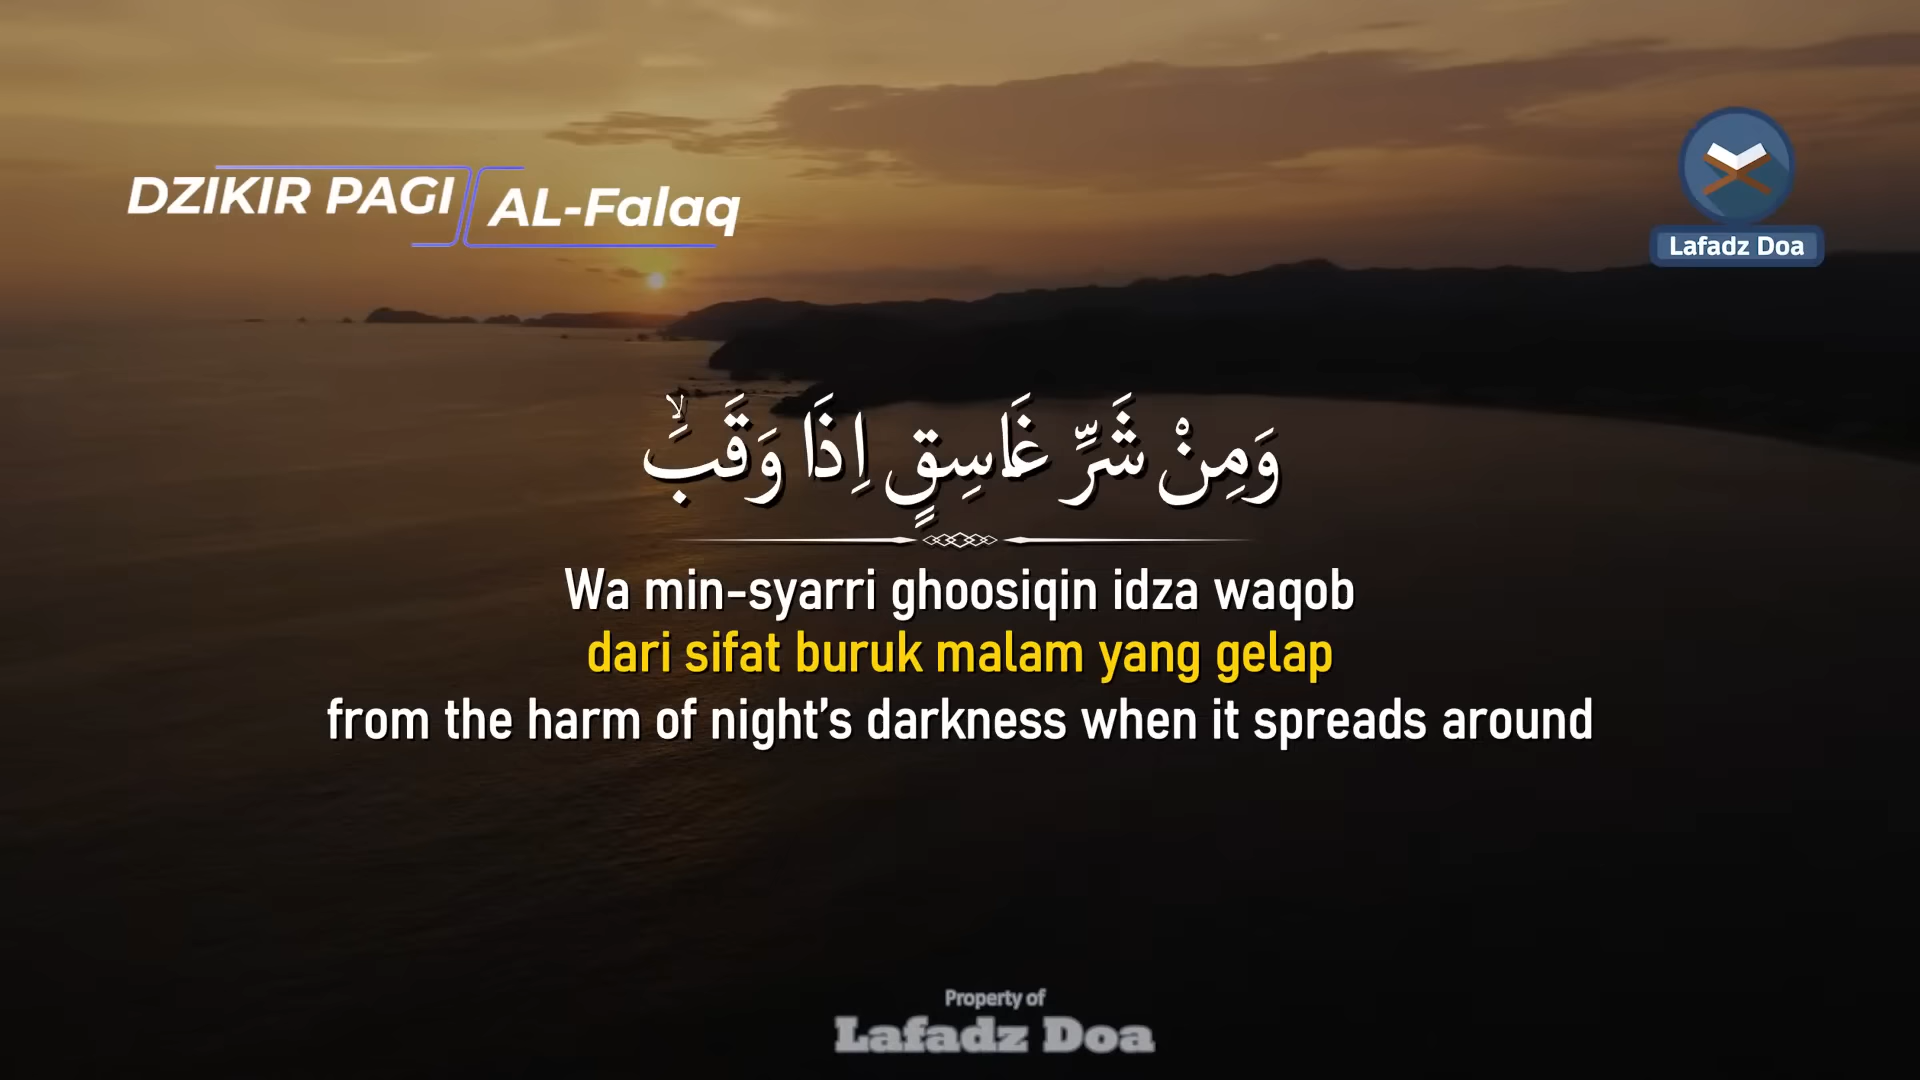 DZIKIR PAGI
AL-Falaq
Lafadz Doa
وَمِنْ شَرِّ غَاسِقٍ اِذَا وَقَبَۙ
Wa min-syarri ghoosiqin idza waqob
dari sifat buruk malam yang gelap
from the harm of night's darkness when it spreads around
Property of
Lafadz Doa